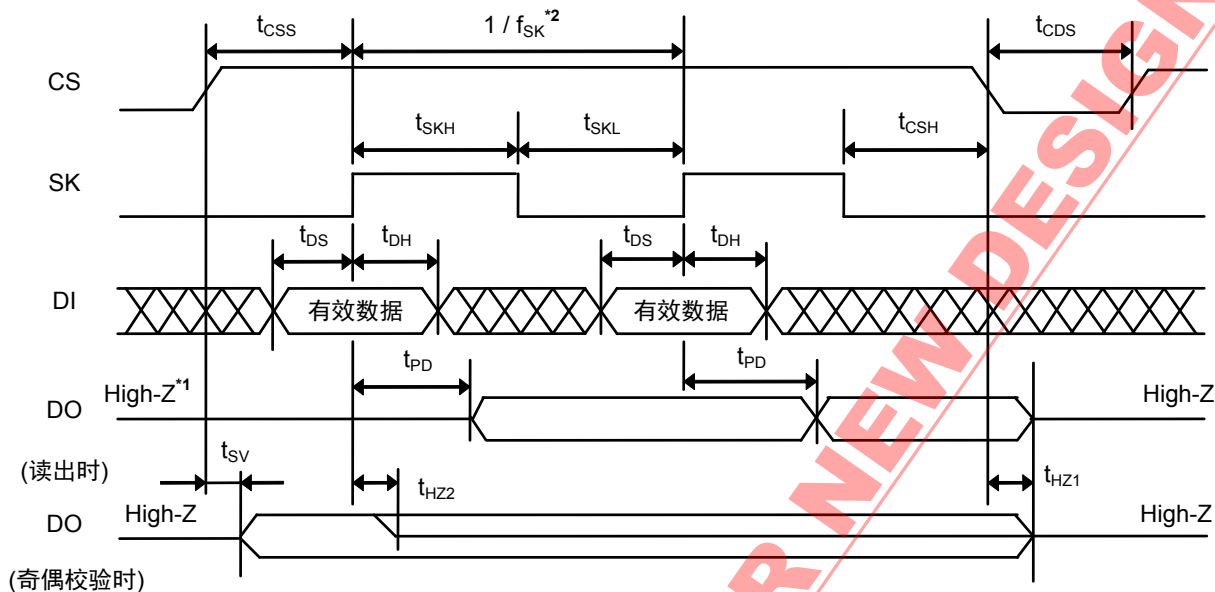 tCSS
1 / fSK*2
tCDS
CS
tSKH
tSKL
tCSH
SK
tDS
tDH
tDS
tDH
DI
有效数据
有效数据
tPD
tPD
High-Z*1
High-Z
DO
(读出时)
tSV
tHZ2
tHZ1
High-Z
High-Z
DO
(奇偶校验时)
R NEW DESIGN